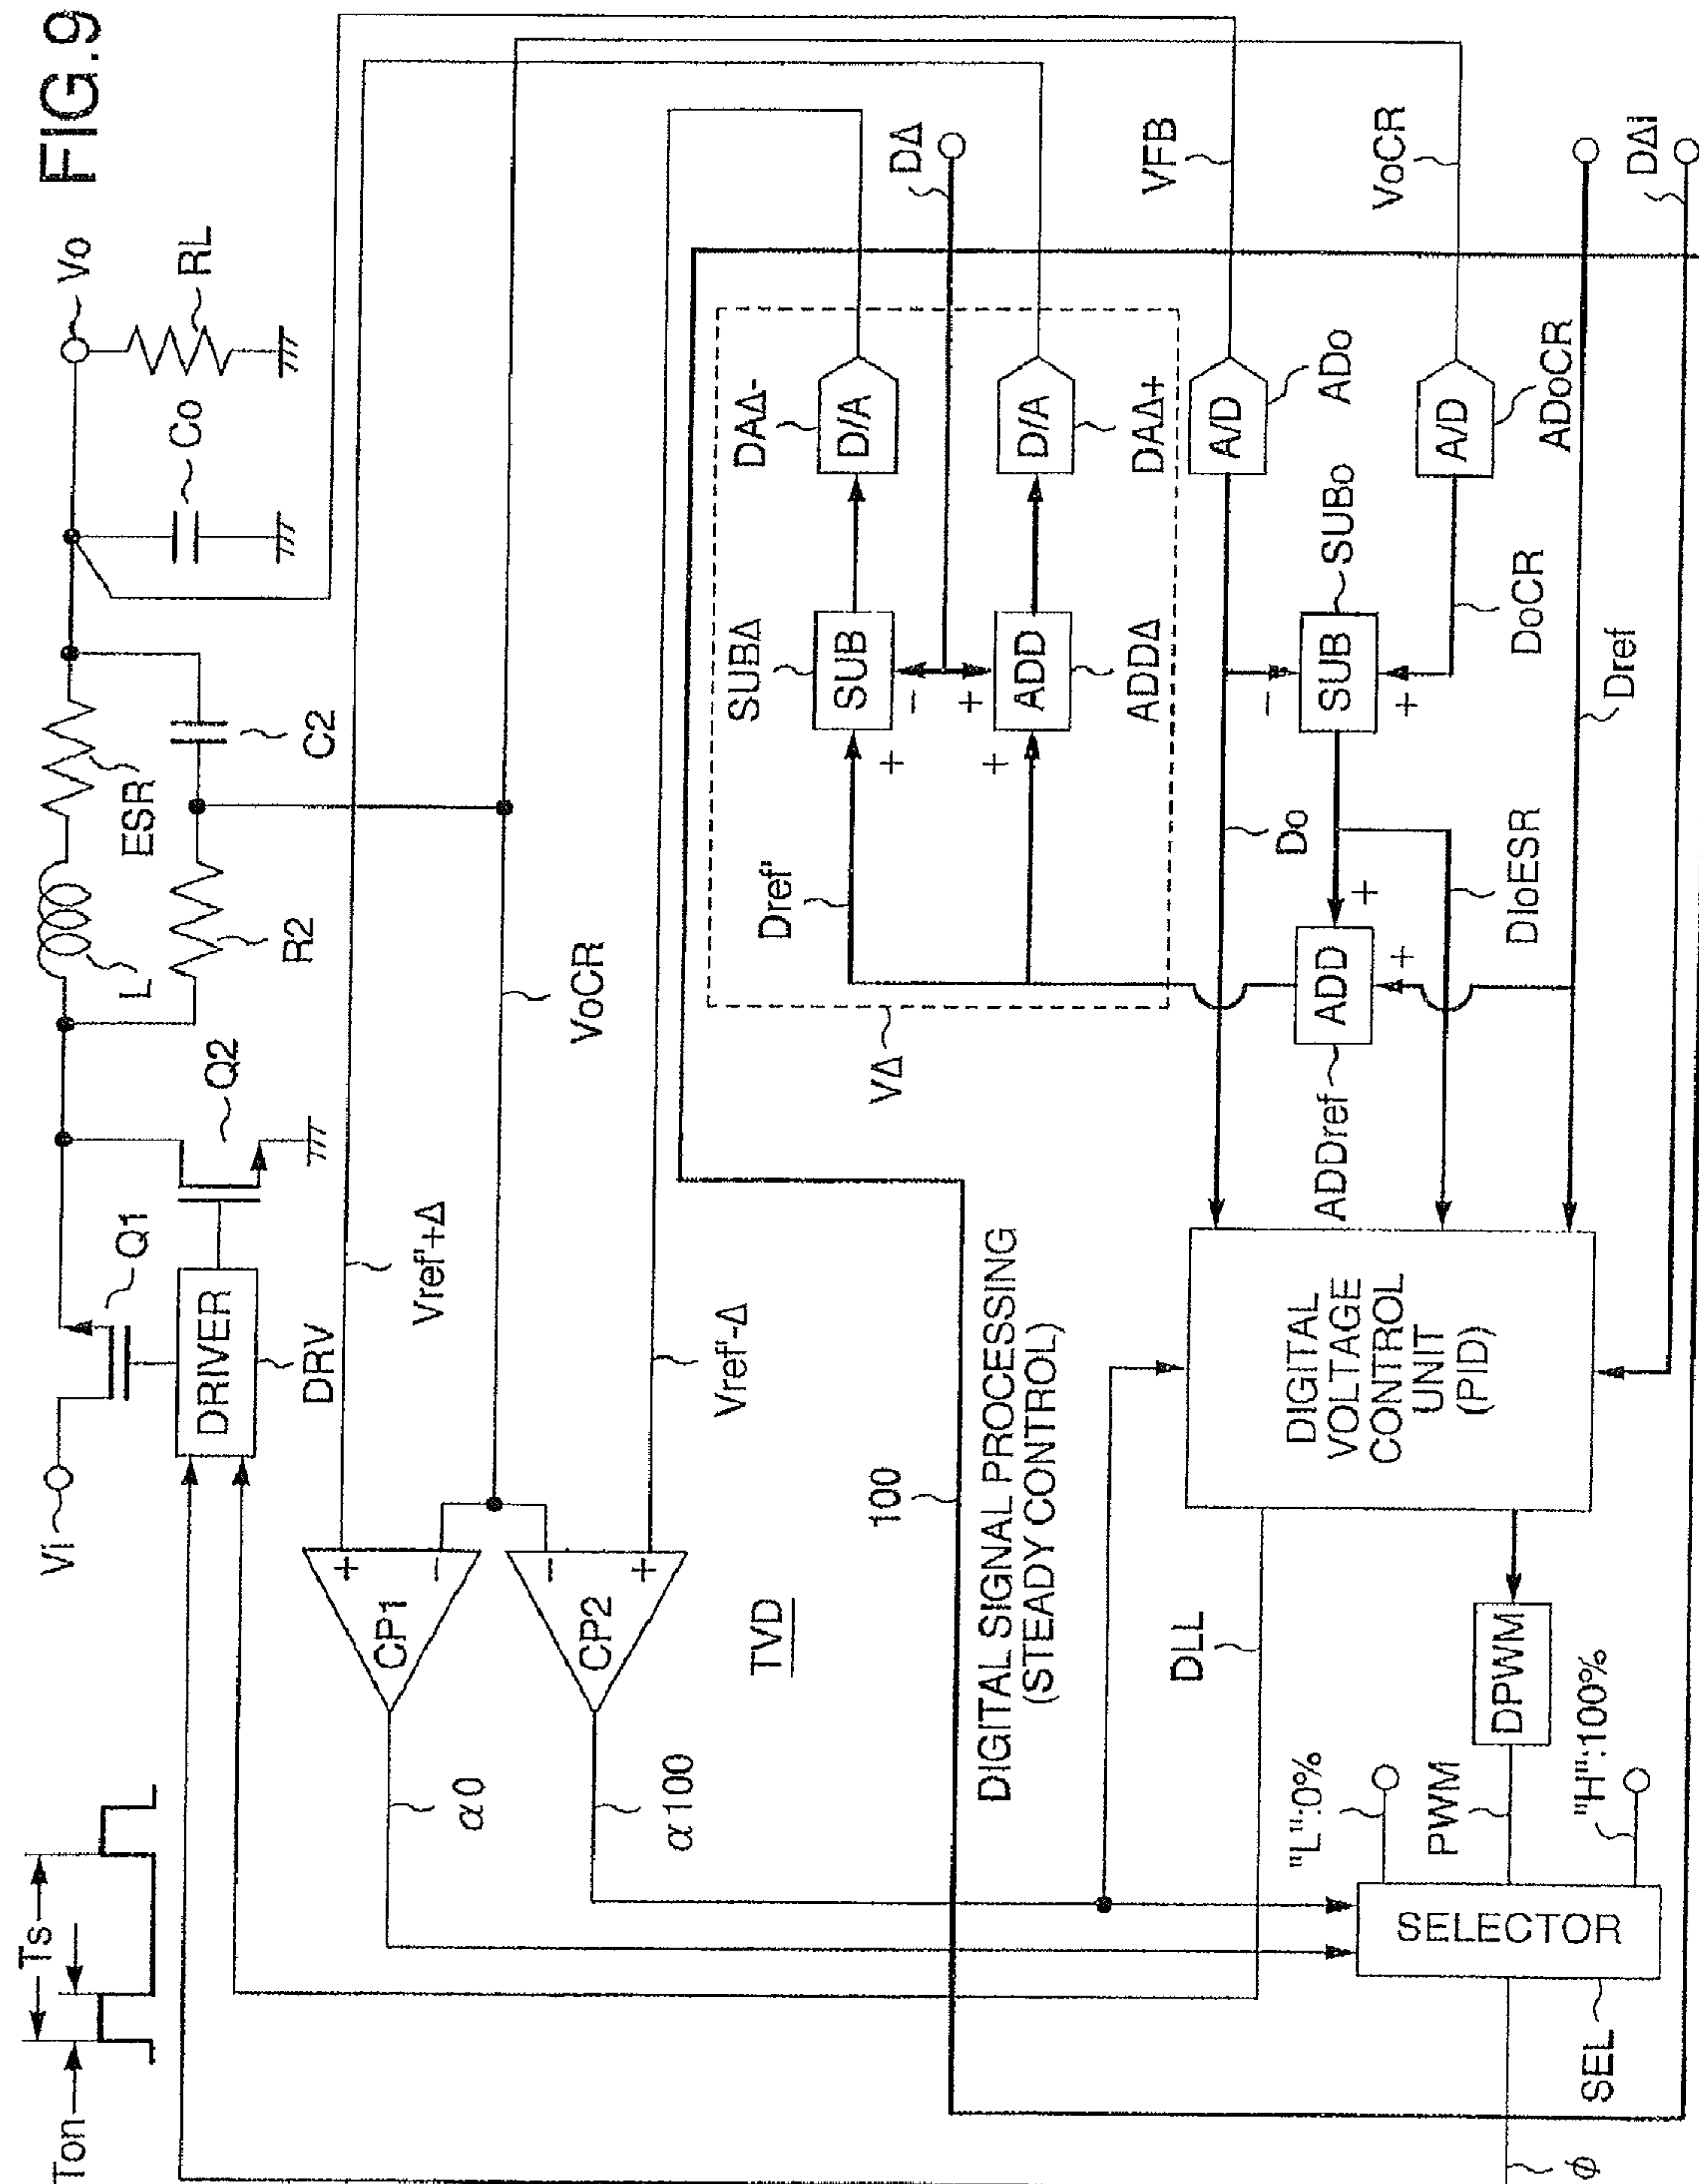 FIG.9
Ton
Ts
Vi
Q1
Q2
L
ESR
Vo
Co
RL
DRIVER
DRV
R2
C2
Vref'+Δ
VoCR
Vref'-Δ
CP1
+
−
CP2
−
+
TVD
α0
α100
100
DIGITAL SIGNAL PROCESSING
(STEADY CONTROL)
VΔ
Dref'
SUBΔ
SUB
+
−
DAΔ-
D/A
DΔ
ADD
+
+
ADDΔ
D/A
DAΔ+
VFB
A/D
ADo
Do
SUB
SUBo
−
+
VoCR
A/D
ADoCR
DoCR
ADD
ADDref
+
+
DIoESR
Dref
DΔI
DIGITAL
VOLTAGE
CONTROL
UNIT
(PID)
DLL
DPWM
PWM
"L":0%
"H":100%
SELECTOR
SEL
ϕ